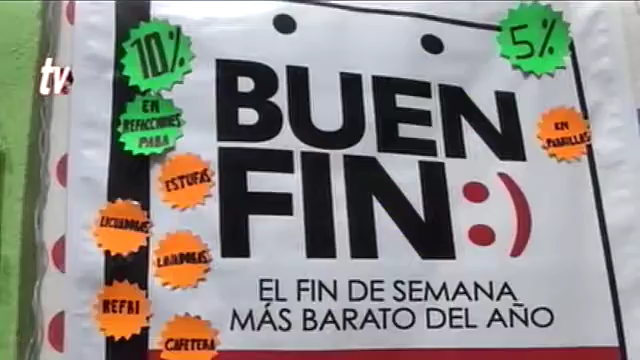 10%
5%
tv
EN
REFACCIONES
PARA
BUEN
FIN:)
EN
PARRILLAS
ESTUFAS
LICUADORAS
LAVADORAS
REFRI
CAFETERA
EL FIN DE SEMANA
MÁS BARATO DEL AÑO